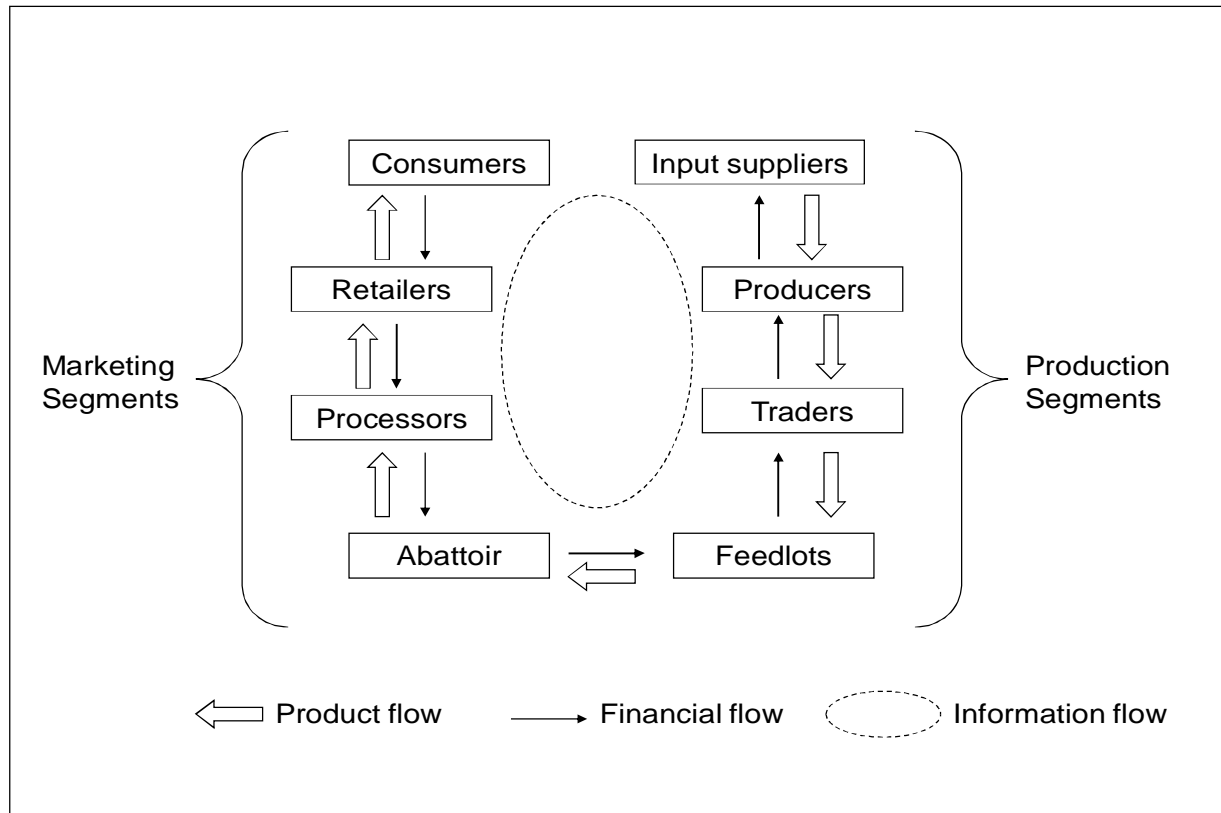 Consumers
Input suppliers
Retailers
Producers
Marketing
Segments
Production
Segments
Processors
Traders
Abattoir
Feedlots
Product flow
Financial flow
Information flow